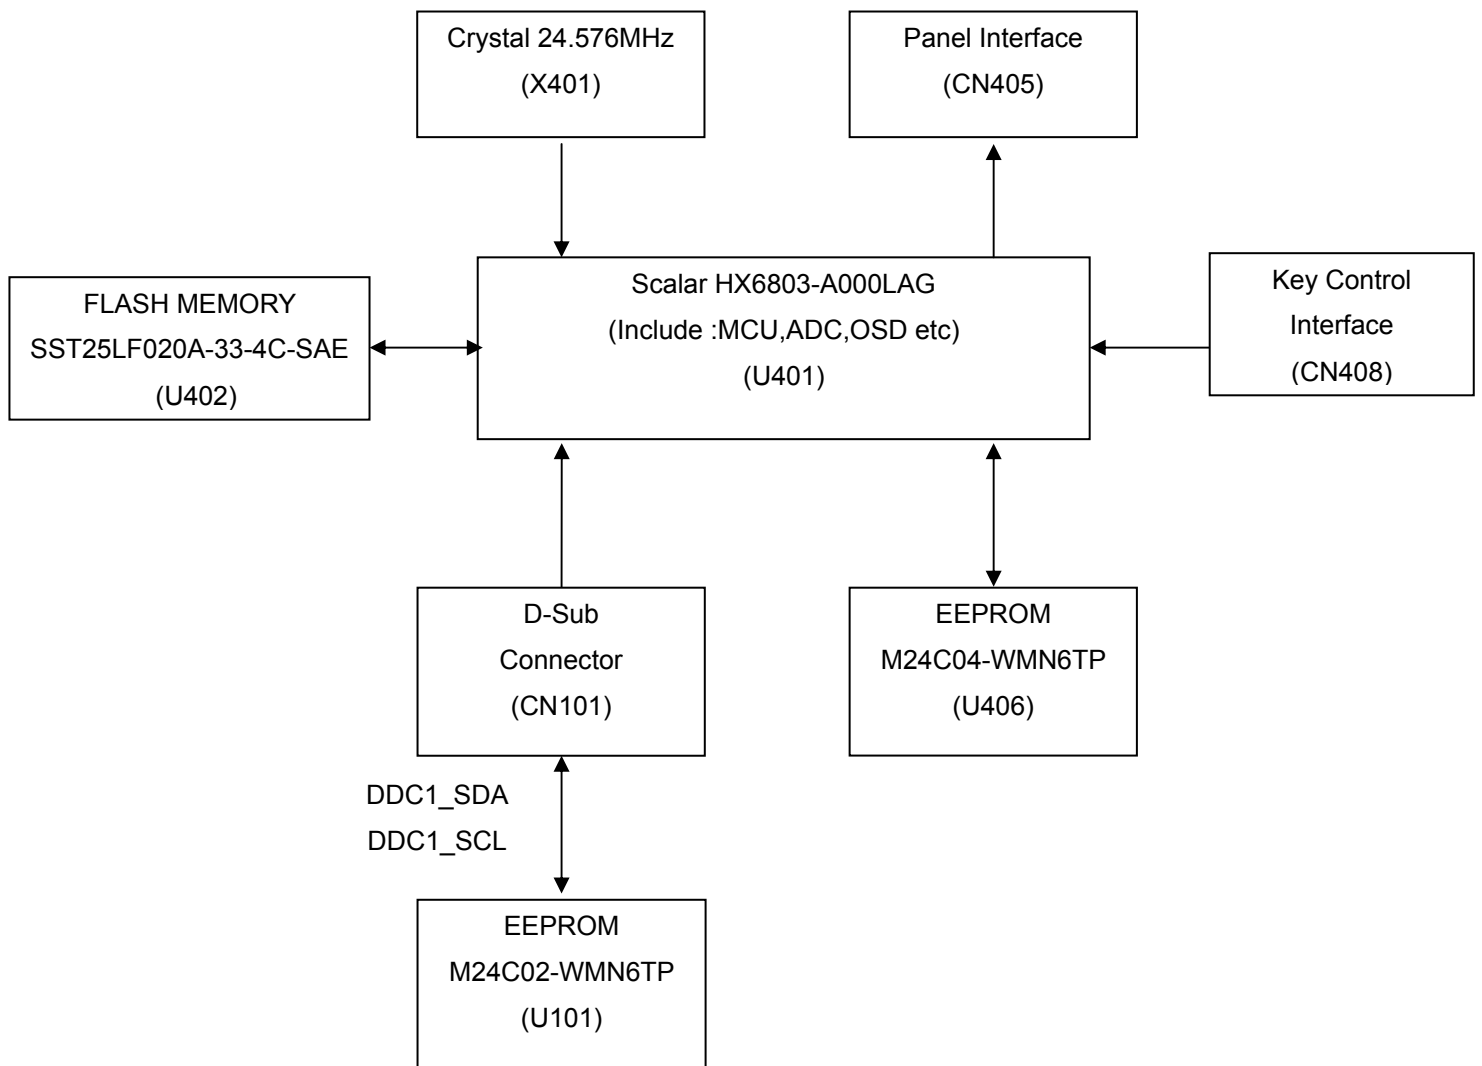 Crystal 24.576MHz
(X401)
Panel Interface
(CN405)
FLASH MEMORY
SST25LF020A-33-4C-SAE
(U402)
Scalar HX6803-A000LAG
(Include :MCU,ADC,OSD etc)
(U401)
Key Control
Interface
(CN408)
D-Sub
Connector
(CN101)
EEPROM
M24C04-WMN6TP
(U406)
DDC1_SDA
DDC1_SCL
EEPROM
M24C02-WMN6TP
(U101)